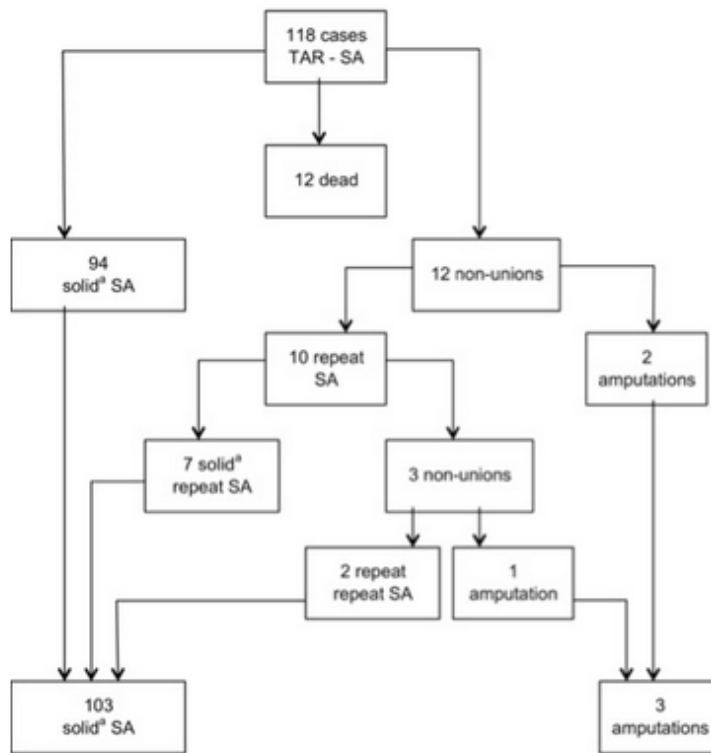 118 cases
TAR - SA
12 dead
94
solidᵃ SA
12 non-unions
10 repeat
SA
2
amputations
7 solidᵃ
repeat SA
3 non-unions
2 repeat
repeat SA
1
amputation
103
solidᵃ SA
3
amputations